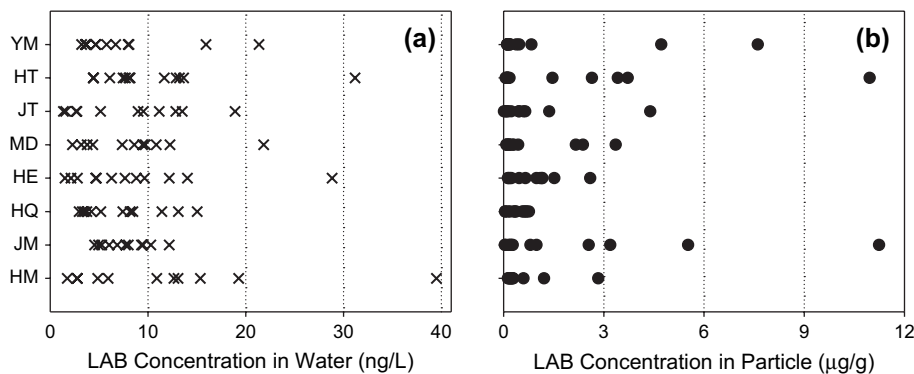 (a)
(b)
YM
HT
JT
MD
HE
HQ
JM
HM
0 10 20 30 40
0 3 6 9 12
LAB Concentration in Water (ng/L)
LAB Concentration in Particle (μg/g)